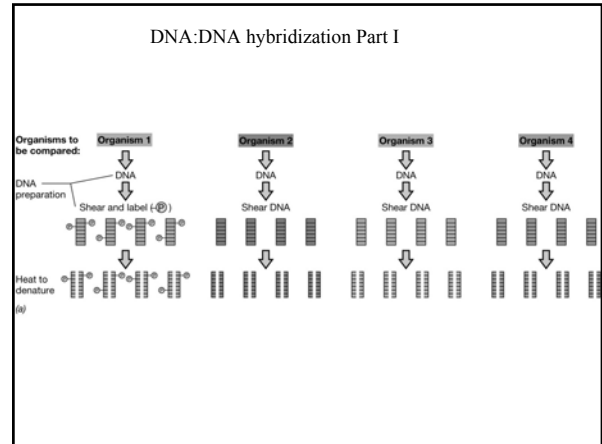 DNA:DNA hybridization Part I
Organisms to be compared:
Organism 1 Organism 2 Organism 3 Organism 4
DNA preparation
DNA DNA DNA DNA
Shear and label (-P) Shear DNA Shear DNA Shear DNA
P P P P P P P P
Heat to denature
P P P P P P P P
(a)